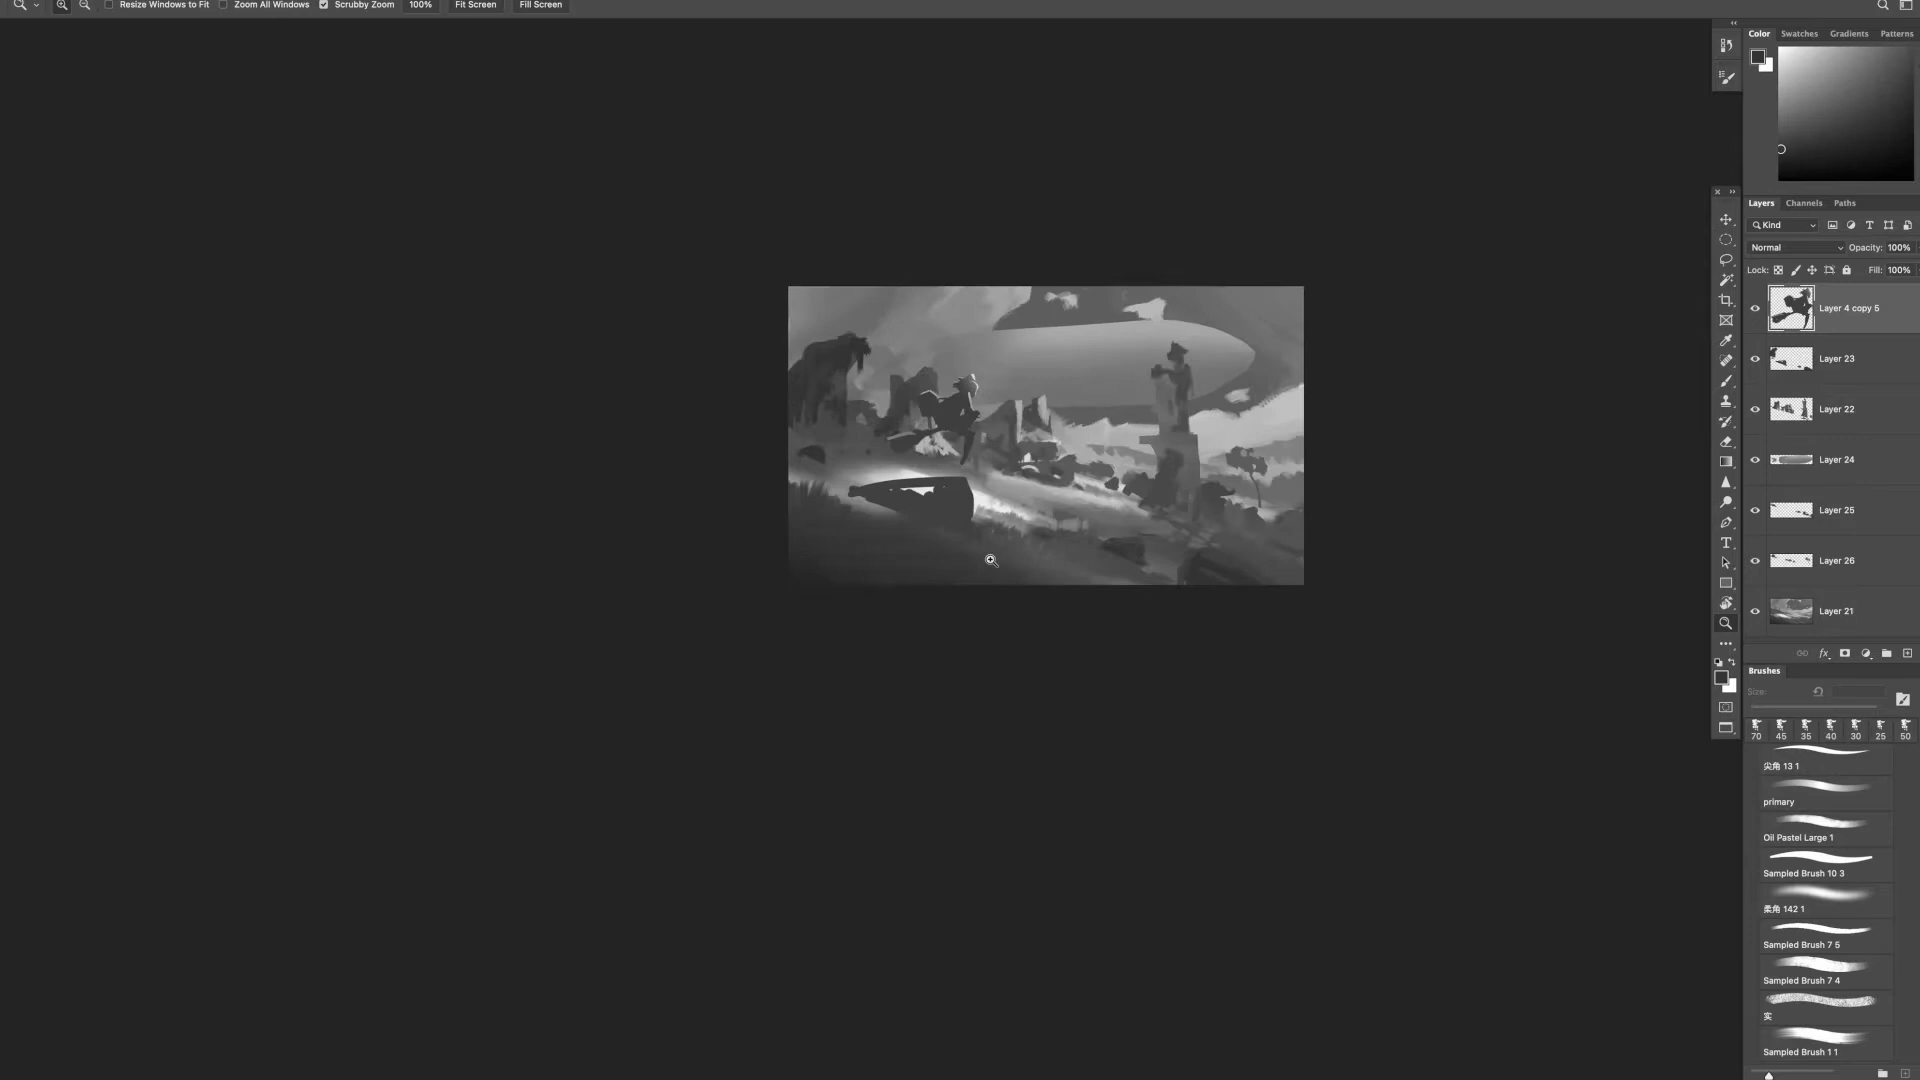 Resize Windows to Fit Zoom All Windows Scrubby Zoom 100% Fit Screen Fill Screen
Color Swatches Gradients Patterns
Layers Channels Paths
Kind
Normal Opacity: 100%
Lock: Fill: 100%
Layer 4 copy 5
Layer 23
Layer 22
Layer 24
Layer 25
Layer 26
Layer 21
fx
Brushes
Size:
70 45 35 40 30 25 50
尖角 13 1
primary
Oil Pastel Large 1
Sampled Brush 10 3
柔角 142 1
Sampled Brush 7 5
Sampled Brush 7 4
实
Sampled Brush 1 1